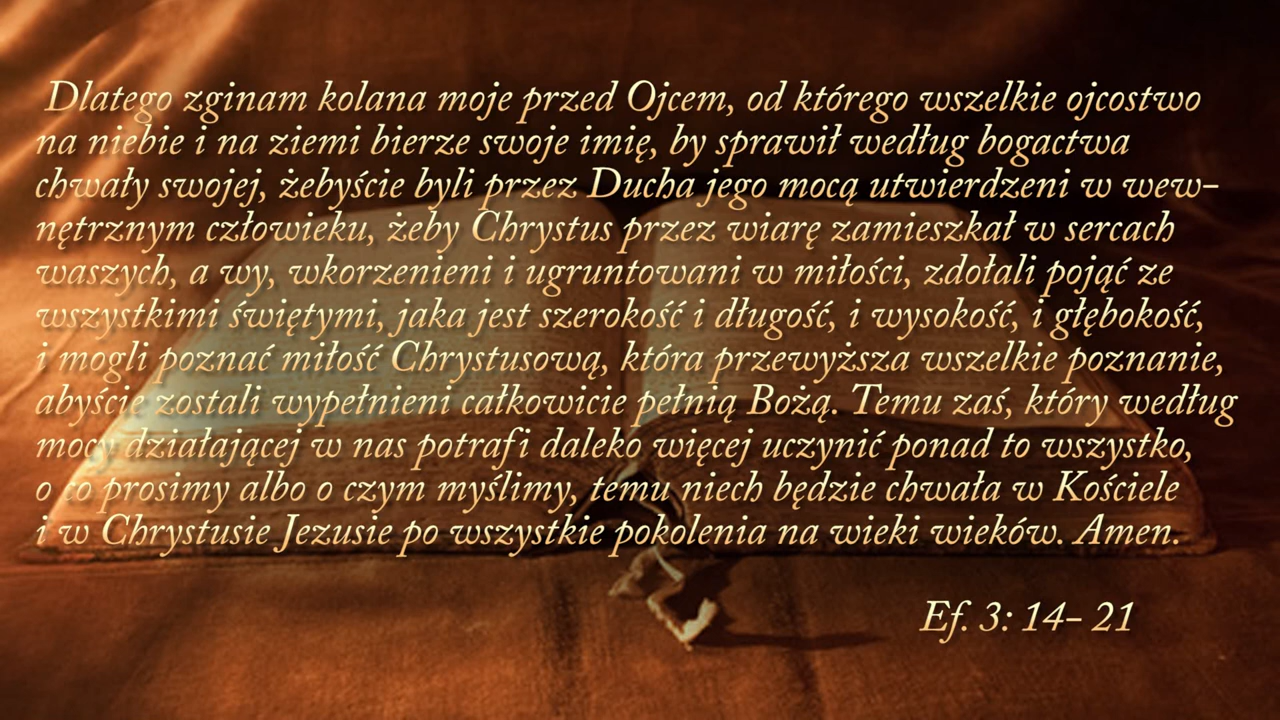 Dlatego zginam kolana moje przed Ojcem, od którego wszelkie ojcostwo
na niebie i na ziemi bierze swoje imię, by sprawił według bogactwa
chwały swojej, żebyście byli przez Ducha jego mocą utwierdzeni w wew-
nętrznym człowieku, żeby Chrystus przez wiarę zamieszkał w sercach
waszych, a wy, wkorzenieni i ugruntowani w miłości, zdołali pojąć ze
wszystkimi świętymi, jaka jest szerokość i długość, i wysokość, i głębokość,
i mogli poznać miłość Chrystusową, która przewyższa wszelkie poznanie,
abyście zostali wypełnieni całkowicie pełnią Bożą. Temu zaś, który według
mocy działającej w nas potrafi daleko więcej uczynić ponad to wszystko,
o co prosimy albo o czym myślimy, temu niech będzie chwała w Kościele
i w Chrystusie Jezusie po wszystkie pokolenia na wieki wieków. Amen.
Ef. 3: 14- 21